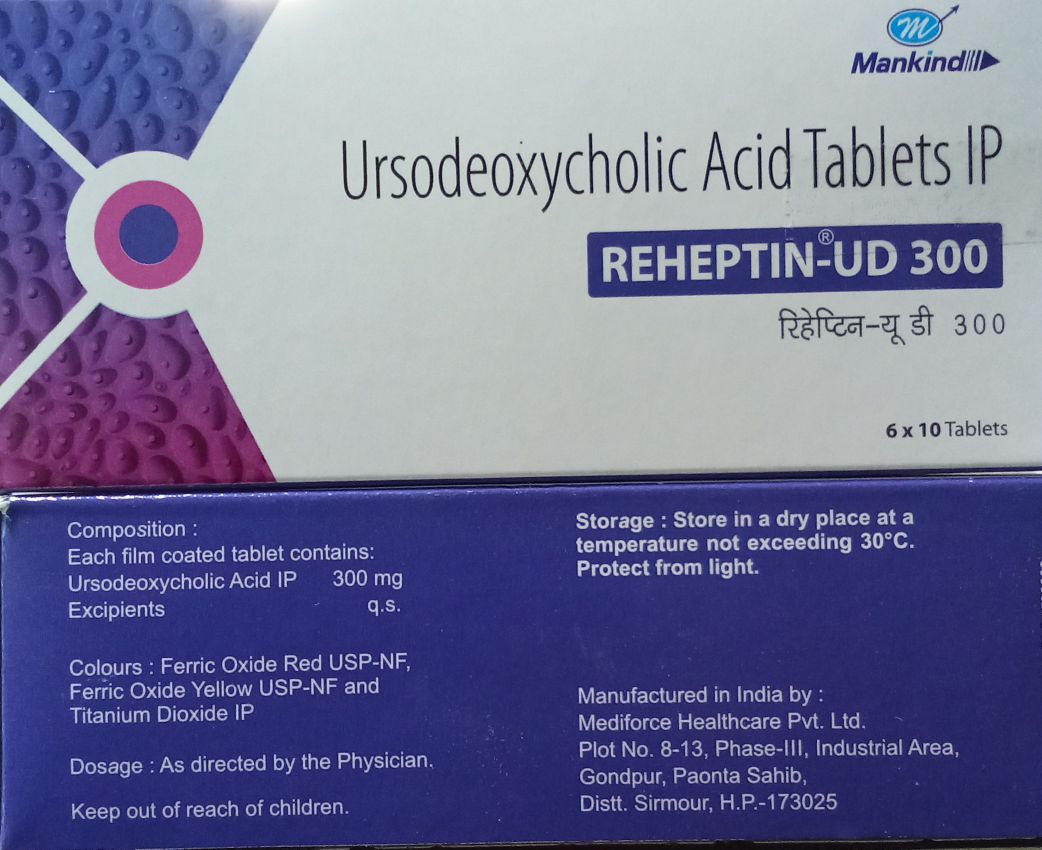 m
Mankind
Ursodeoxycholic Acid Tablets IP
REHEPTIN®-UD 300
रिहेप्टिन-यू डी 300
6 x 10 Tablets
Composition :
Each film coated tablet contains:
Ursodeoxycholic Acid IP 300 mg
Excipients q.s.
Colours : Ferric Oxide Red USP-NF,
Ferric Oxide Yellow USP-NF and
Titanium Dioxide IP
Dosage : As directed by the Physician.
Keep out of reach of children.
Storage : Store in a dry place at a
temperature not exceeding 30°C.
Protect from light.
Manufactured in India by :
Mediforce Healthcare Pvt. Ltd.
Plot No. 8-13, Phase-III, Industrial Area,
Gondpur, Paonta Sahib,
Distt. Sirmour, H.P.-173025